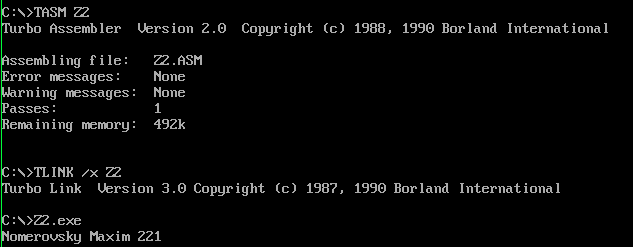 C:\>TASM Z2
Turbo Assembler  Version 2.0  Copyright (c) 1988, 1990 Borland International
Assembling file:   Z2.ASM
Error messages:    None
Warning messages:  None
Passes:            1
Remaining memory:  492k
C:\>TLINK /x Z2
Turbo Link  Version 3.0 Copyright (c) 1987, 1990 Borland International
C:\>Z2.exe
Nomerovsky Maxim 221